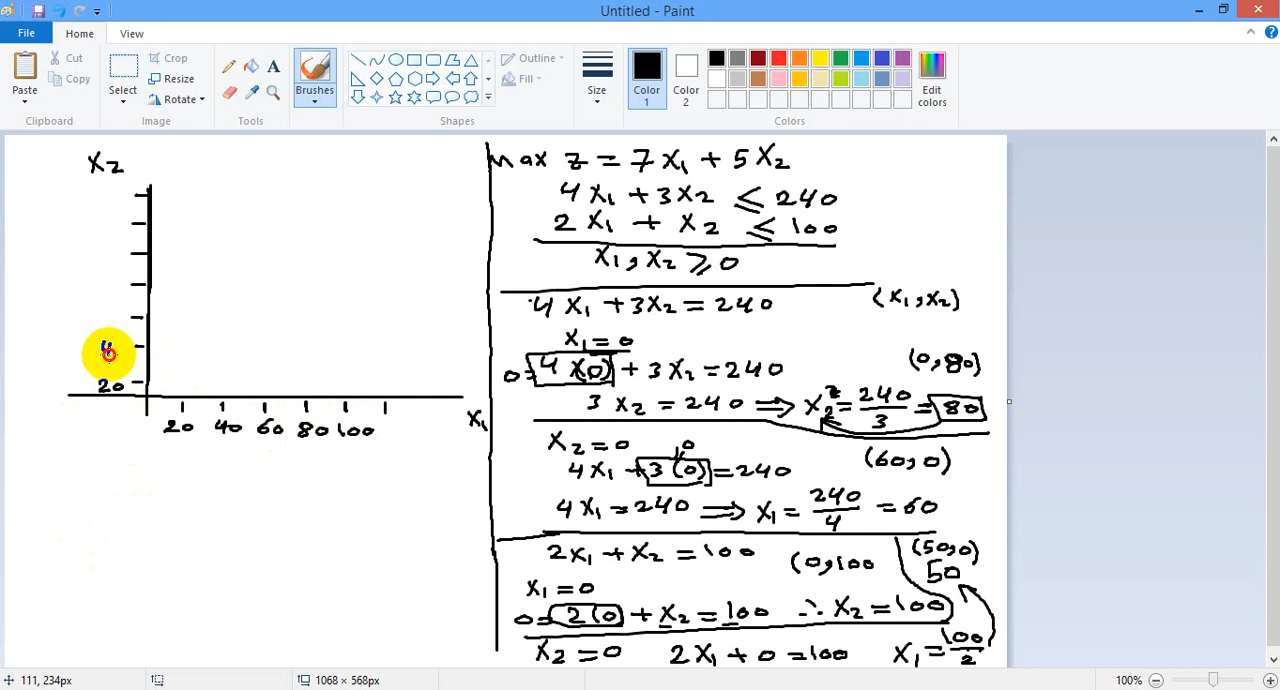 Untitled - Paint
File Home View
Paste
Cut
Copy
Clipboard
Select
Crop
Resize
Rotate
Image
A
Tools
Brushes
Outline
Fill
Shapes
Size
Color 1
Color 2
Edit colors
Colors
X2
4
20
20 40 60 80 100
X1
Max Z = 7X1 + 5X2
4X1 + 3X2 ≤ 240
2X1 + X2 ≤ 100
X1, X2 ≥ 0
4X1 + 3X2 = 240
(X1, X2)
X1 = 0
(0, 80)
0 = 4X(0) + 3X2 = 240
3X2 = 240 ⟹ X2 = 240/3 = 80
X2 = 0
0
(60, 0)
4X1 + 3(0) = 240
4X1 = 240 ⟹ X1 = 240/4 = 60
2X1 + X2 = 100
(0, 100
(50, 0)
50
X1 = 0
0 = 2(0 + X2 = 100 ∴ X2 = 100
X2 = 0 2X1 + 0 = 100 X1 = 100/2
111, 234px
1068 × 568px
100%